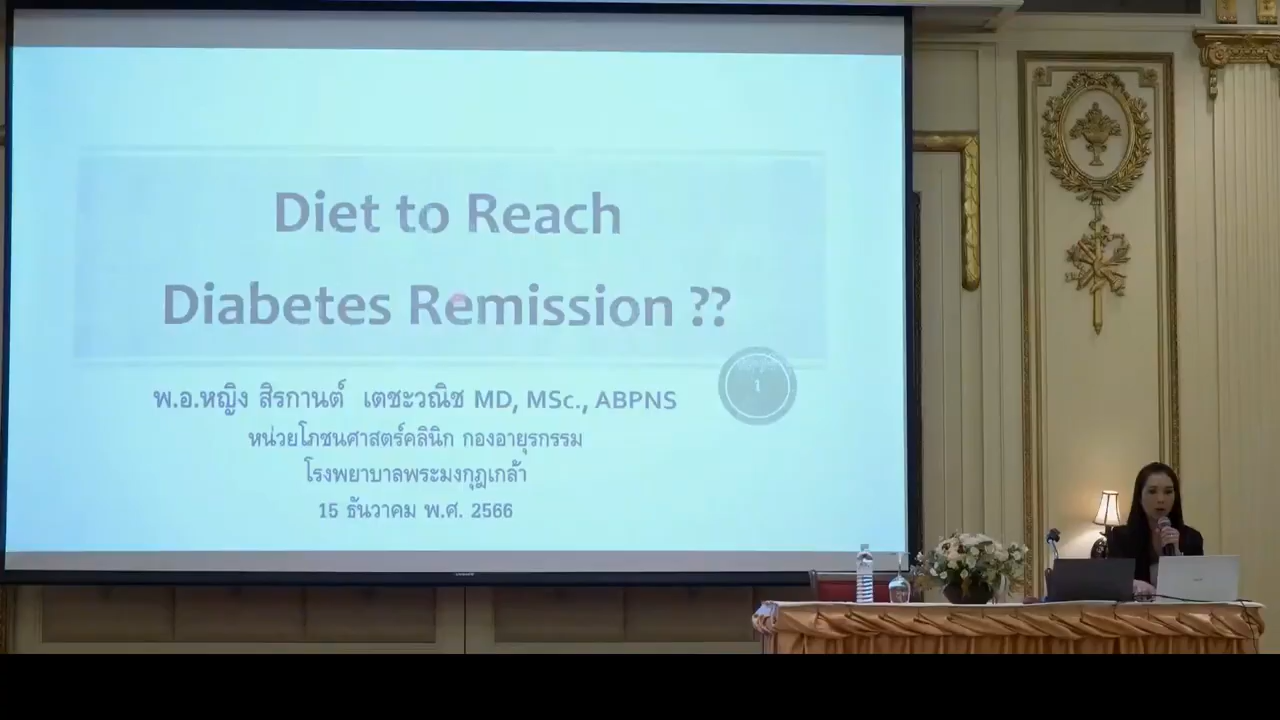 Diet to Reach
Diabetes Remission ??
1
พ.อ.หญิง สิรกานต์ เตชะวณิช MD, MSc., ABPNS
หน่วยโภชนศาสตร์คลินิก กองอายุรกรรม
โรงพยาบาลพระมงกุฎเกล้า
15 ธันวาคม พ.ศ. 2566